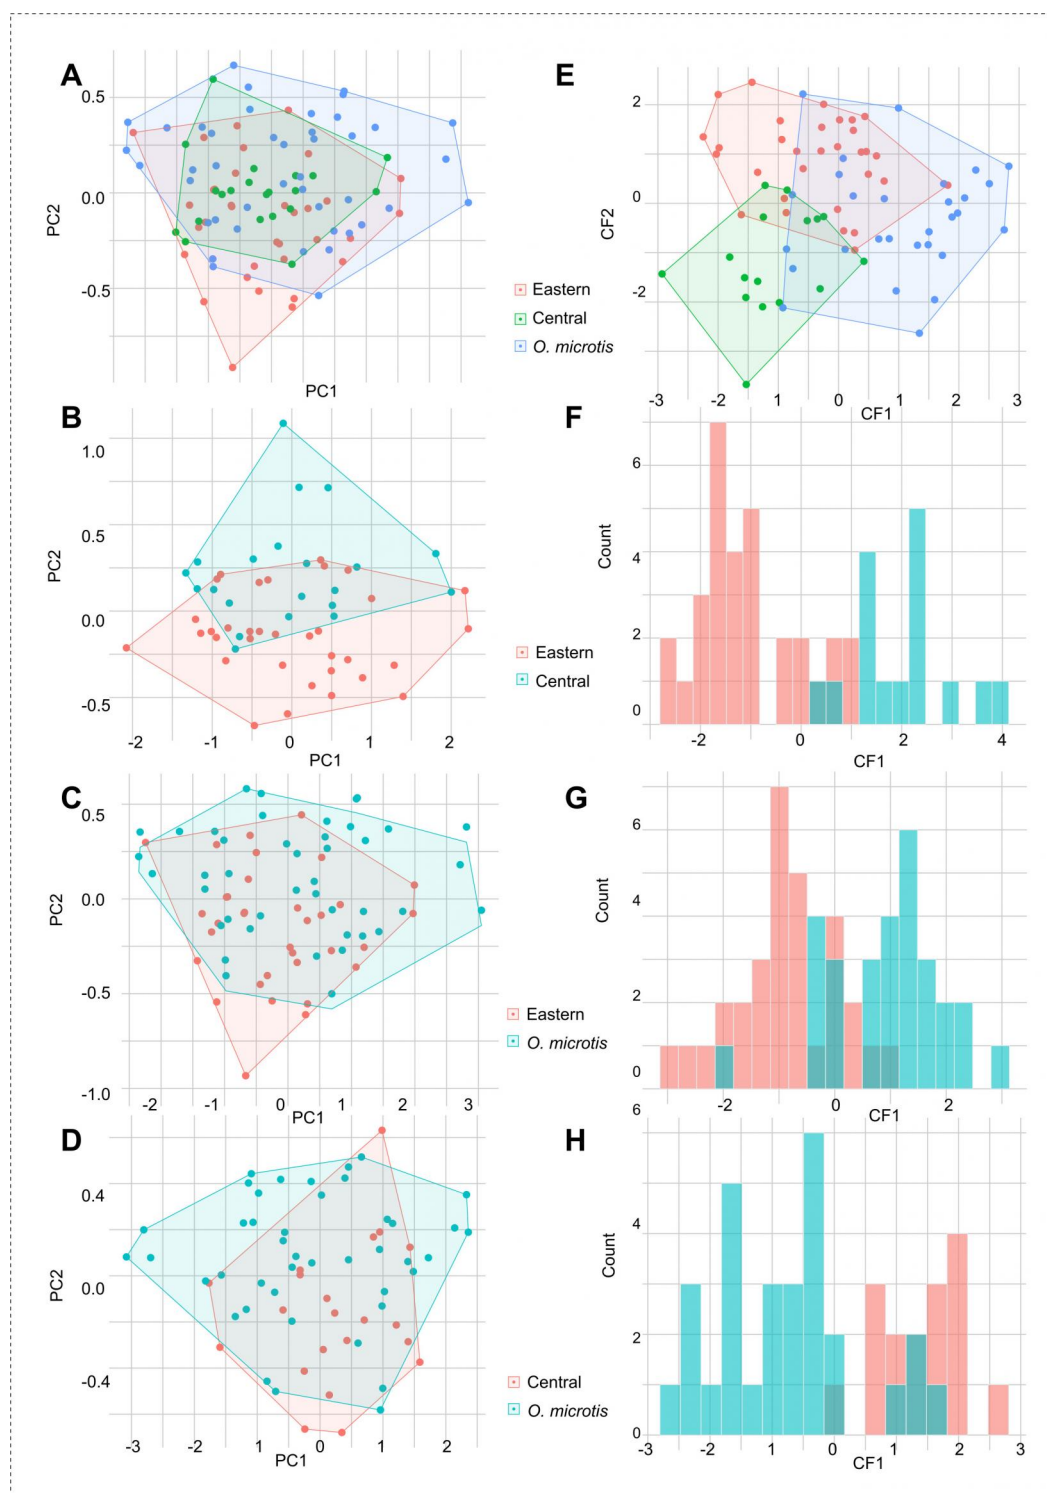 A
0.5
0.0
-0.5
PC2
PC1
Eastern
Central
O. microtis
E
2
0
-2
CF2
-3 -2 1 0 1 2 3
CF1
B
1.0
0.5
0.0
-0.5
PC2
-2 -1 0 1 2
PC1
Eastern
Central
F
6
4
2
0
Count
-2 0 2 4
CF1
C
0.5
0.0
-0.5
-1.0
PC2
-2 -1 0 1 2 3
PC1
Eastern
O. microtis
G
6
4
2
0
Count
-2 0 2
CF1
D
0.4
0.0
-0.4
PC2
-3 -2 1 0 1 2
PC1
Central
O. microtis
H
6
4
2
0
Count
-3 -2 1 0 1 2 3
CF1